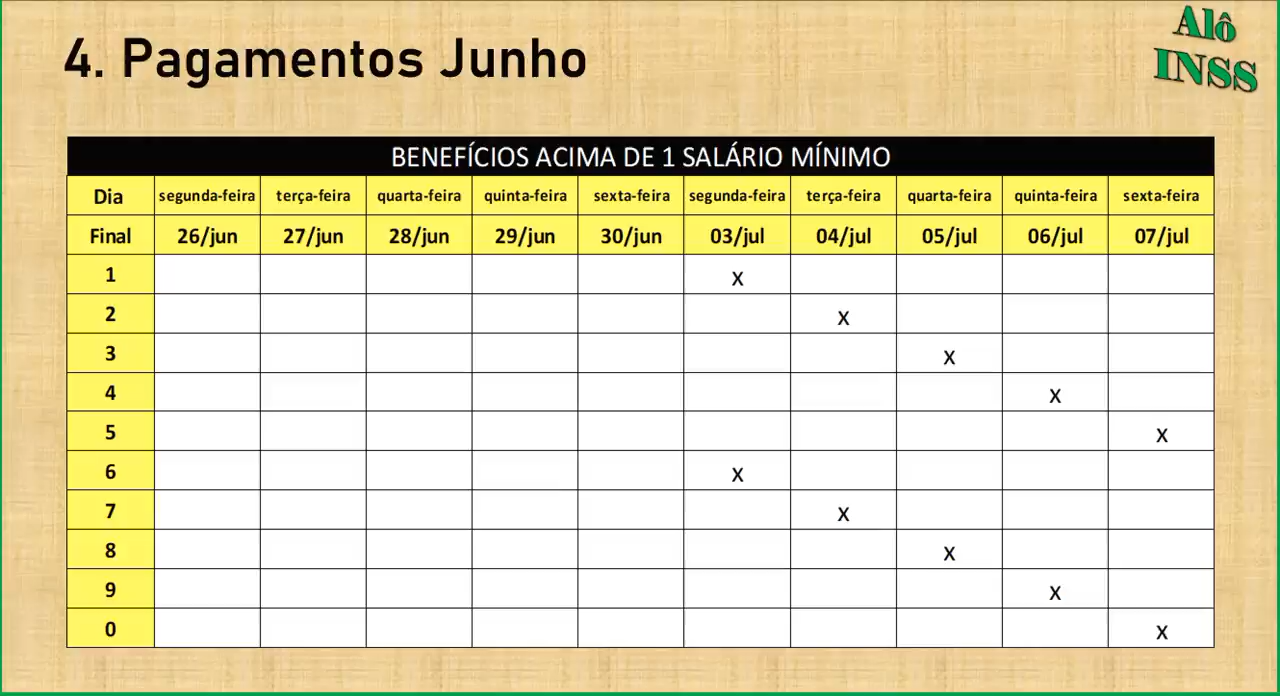 4. Pagamentos Junho
Alô
INSS
BENEFÍCIOS ACIMA DE 1 SALÁRIO MÍNIMO
Dia segunda-feira terça-feira quarta-feira quinta-feira sexta-feira segunda-feira terça-feira quarta-feira quinta-feira sexta-feira
Final 26/jun 27/jun 28/jun 29/jun 30/jun 03/jul 04/jul 05/jul 06/jul 07/jul
1 x
2 x
3 x
4 x
5 x
6 x
7 x
8 x
9 x
0 x